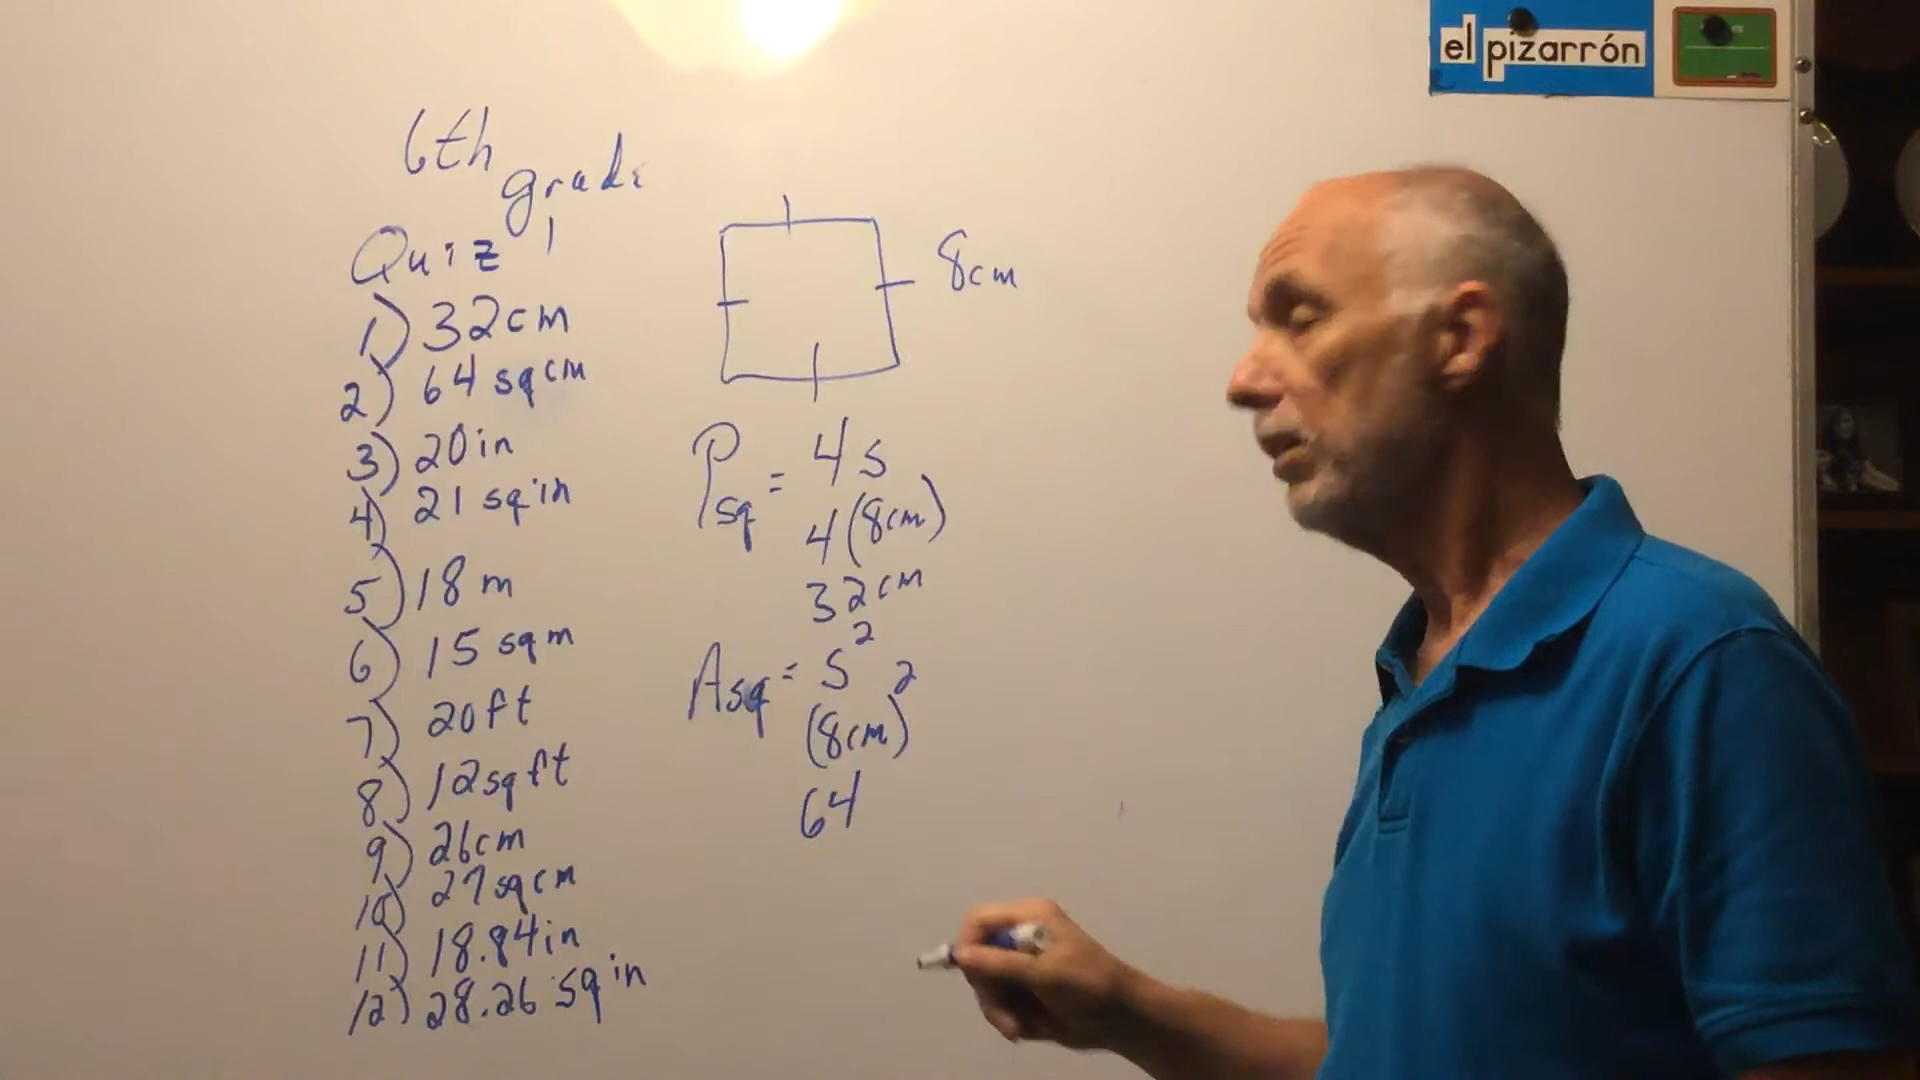 el pizarrón
6th
grade
Quiz 1
1) 32cm
2) 64 sq cm
3) 20in
4) 21 sq in
5) 18 m
6) 15 sq m
7) 20ft
8) 12sq ft
9) 26cm
10) 27 sq cm
11) 18.84in
12) 28.26 sq in
8cm
Psq = 4s
4(8cm)
32cm
Asq = s²
(8cm)²
64